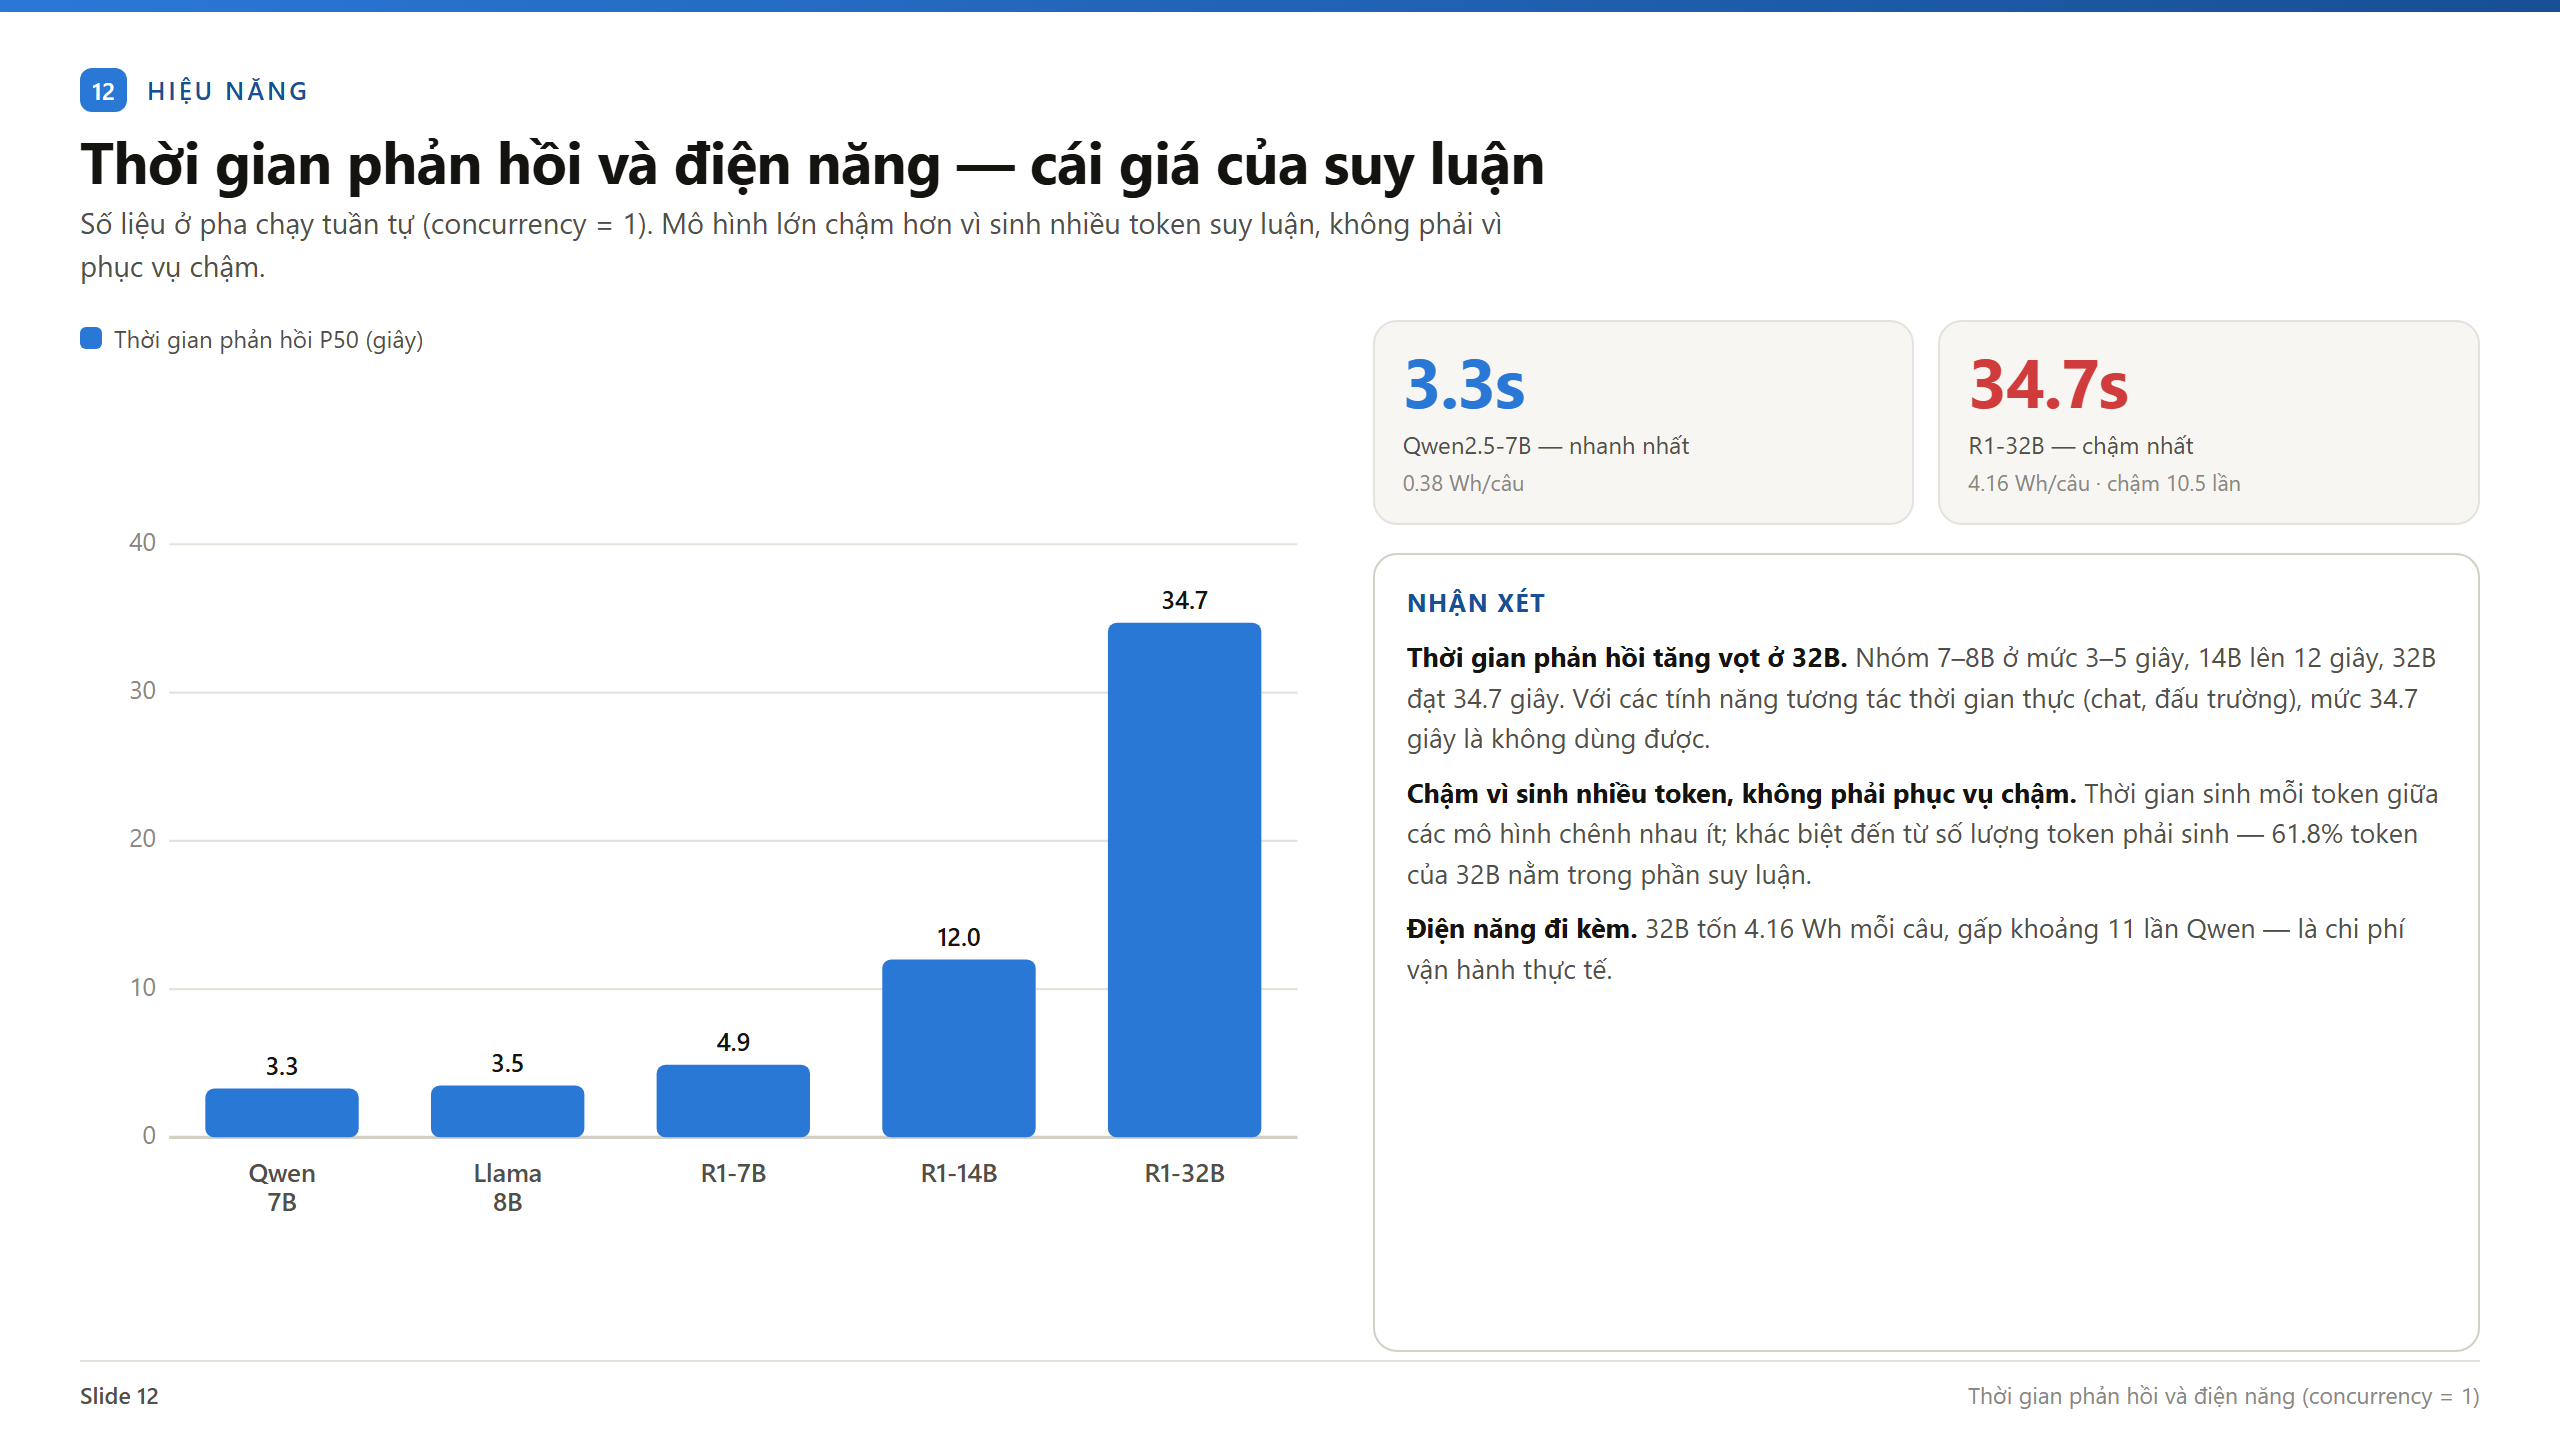 12 HIỆU NĂNG
Thời gian phản hồi và điện năng — cái giá của suy luận
Số liệu ở pha chạy tuần tự (concurrency = 1). Mô hình lớn chậm hơn vì sinh nhiều token suy luận, không phải vì
phục vụ chậm.
Thời gian phản hồi P50 (giây)
40
30
20
10
0
3.3
3.5
4.9
12.0
34.7
Qwen
7B
Llama
8B
R1-7B
R1-14B
R1-32B
3.3s
Qwen2.5-7B — nhanh nhất
0.38 Wh/câu
34.7s
R1-32B — chậm nhất
4.16 Wh/câu · chậm 10.5 lần
NHẬN XÉT
Thời gian phản hồi tăng vọt ở 32B. Nhóm 7–8B ở mức 3–5 giây, 14B lên 12 giây, 32B
đạt 34.7 giây. Với các tính năng tương tác thời gian thực (chat, đấu trường), mức 34.7
giây là không dùng được.
Chậm vì sinh nhiều token, không phải phục vụ chậm. Thời gian sinh mỗi token giữa
các mô hình chênh nhau ít; khác biệt đến từ số lượng token phải sinh — 61.8% token
của 32B nằm trong phần suy luận.
Điện năng đi kèm. 32B tốn 4.16 Wh mỗi câu, gấp khoảng 11 lần Qwen — là chi phí
vận hành thực tế.
Slide 12
Thời gian phản hồi và điện năng (concurrency = 1)